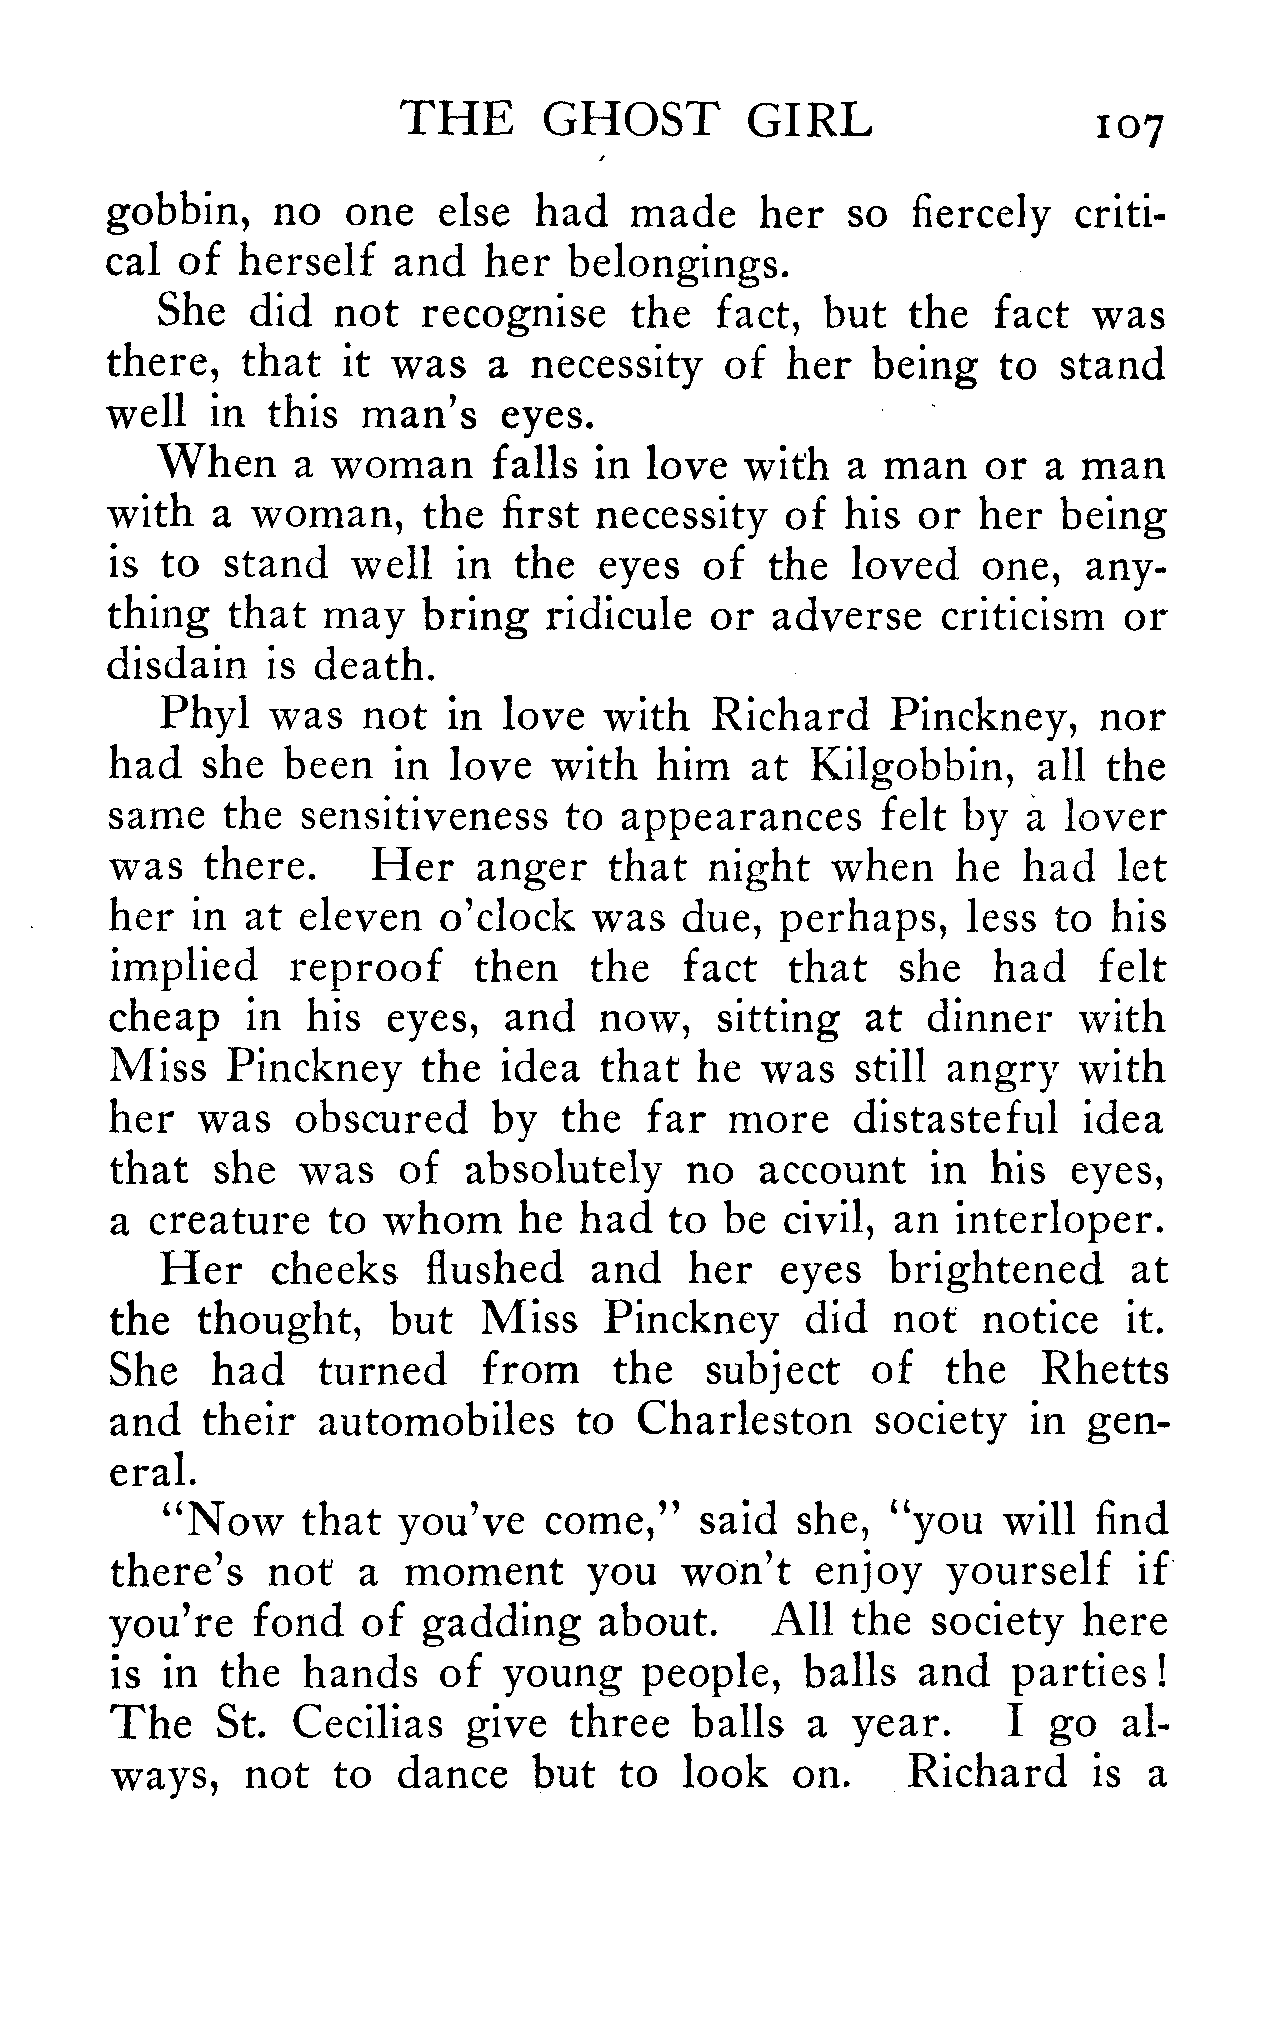 THE GHOST GIRL 107
gobbin, no one else had made her so fiercely criti-
cal of herself and her belongings.
She did not recognise the fact, but the fact was
there, that it was a necessity of her being to stand
well in this man's eyes.
When a woman falls in love with a man or a man
with a woman, the first necessity of his or her being
is to stand well in the eyes of the loved one, any-
thing that may bring ridicule or adverse criticism or
disdain is death.
Phyl was not in love with Richard Pinckney, nor
had she been in love with him at Kilgobbin, all the
same the sensitiveness to appearances felt by a lover
was there. Her anger that night when he had let
her in at eleven o'clock was due, perhaps, less to his
implied reproof then the fact that she had felt
cheap in his eyes, and now, sitting at dinner with
Miss Pinckney the idea that he was still angry with
her was obscured by the far more distasteful idea
that she was of absolutely no account in his eyes,
a creature to whom he had to be civil, an interloper.
Her cheeks flushed and her eyes brightened at
the thought, but Miss Pinckney did not notice it.
She had turned from the subject of the Rhetts
and their automobiles to Charleston society in gen-
eral.
"Now that you've come," said she, "you will find
there's not a moment you won't enjoy yourself if
you're fond of gadding about. All the society here
is in the hands of young people, balls and parties!
The St. Cecilias give three balls a year. I go al-
ways, not to dance but to look on. Richard is a